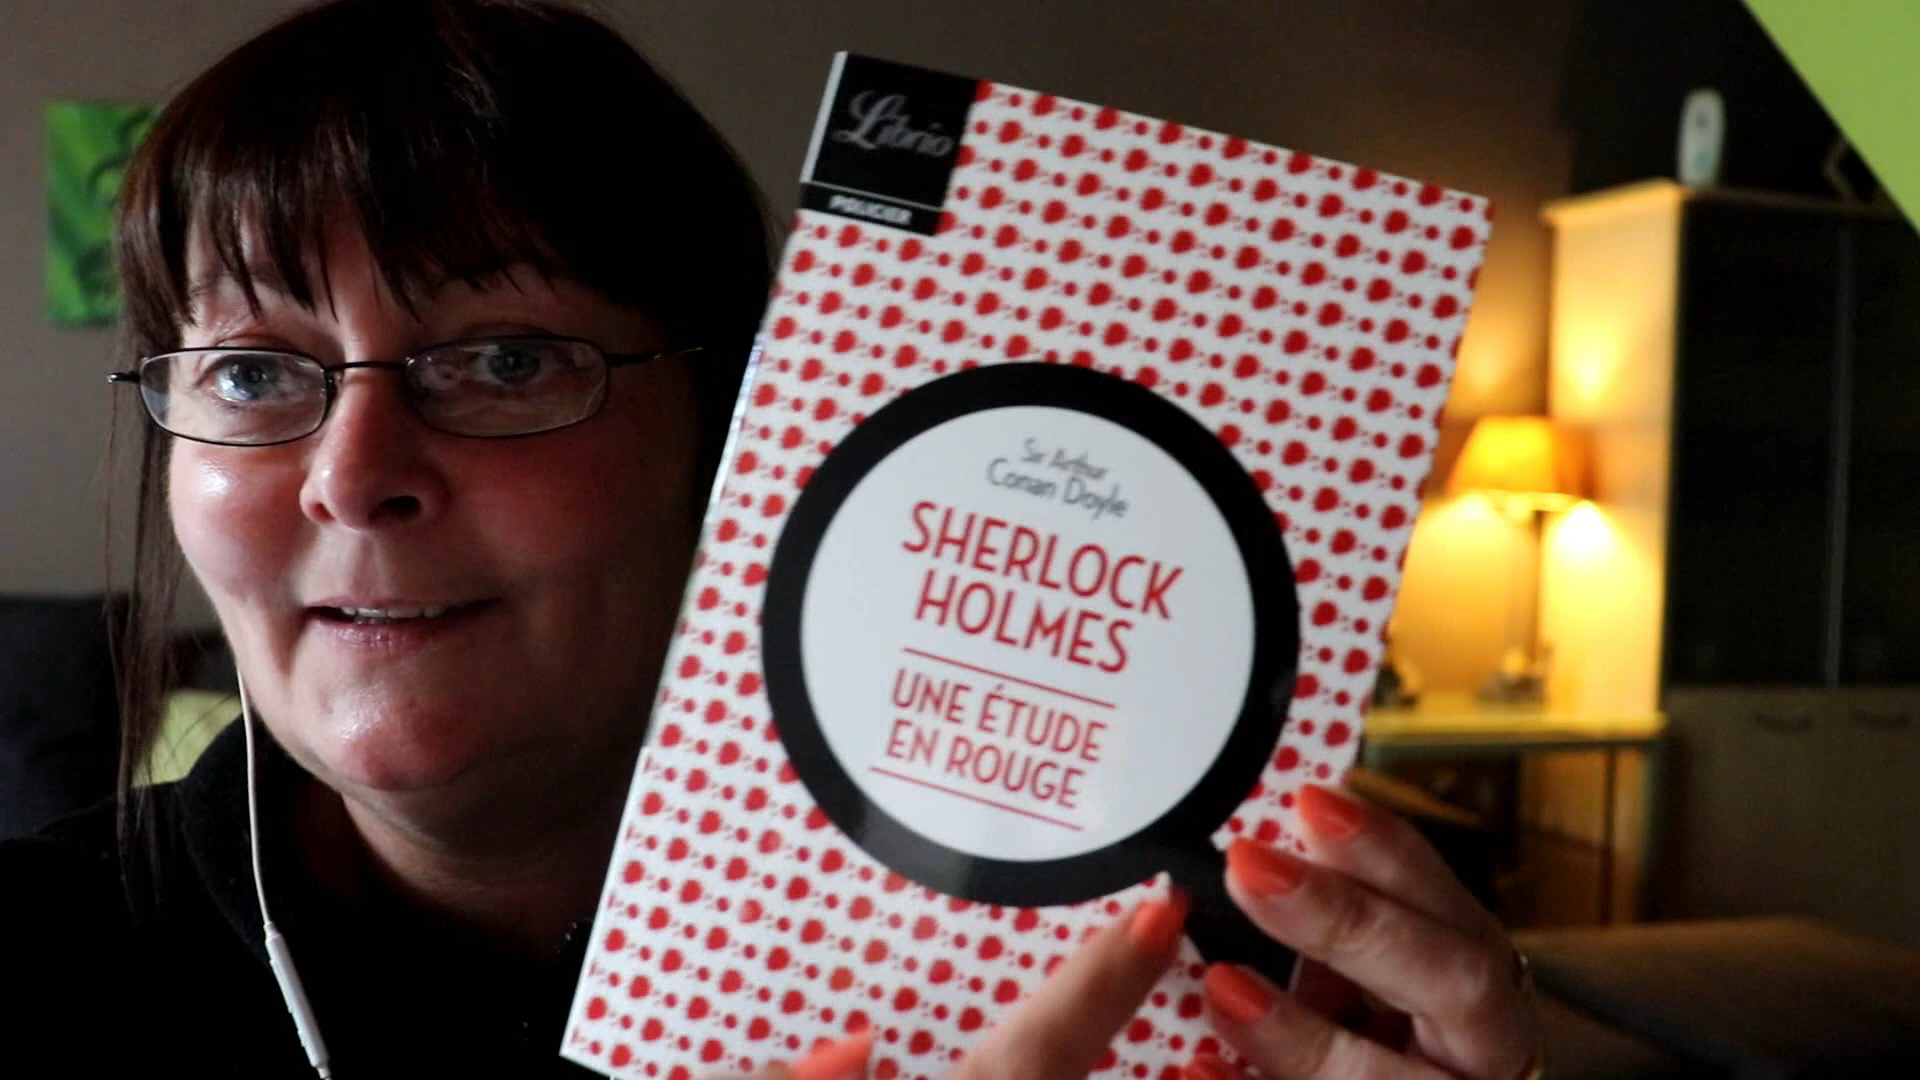 Librio
POLICIER
Sir Arthur
Conan Doyle
SHERLOCK
HOLMES
UNE ÉTUDE
EN ROUGE